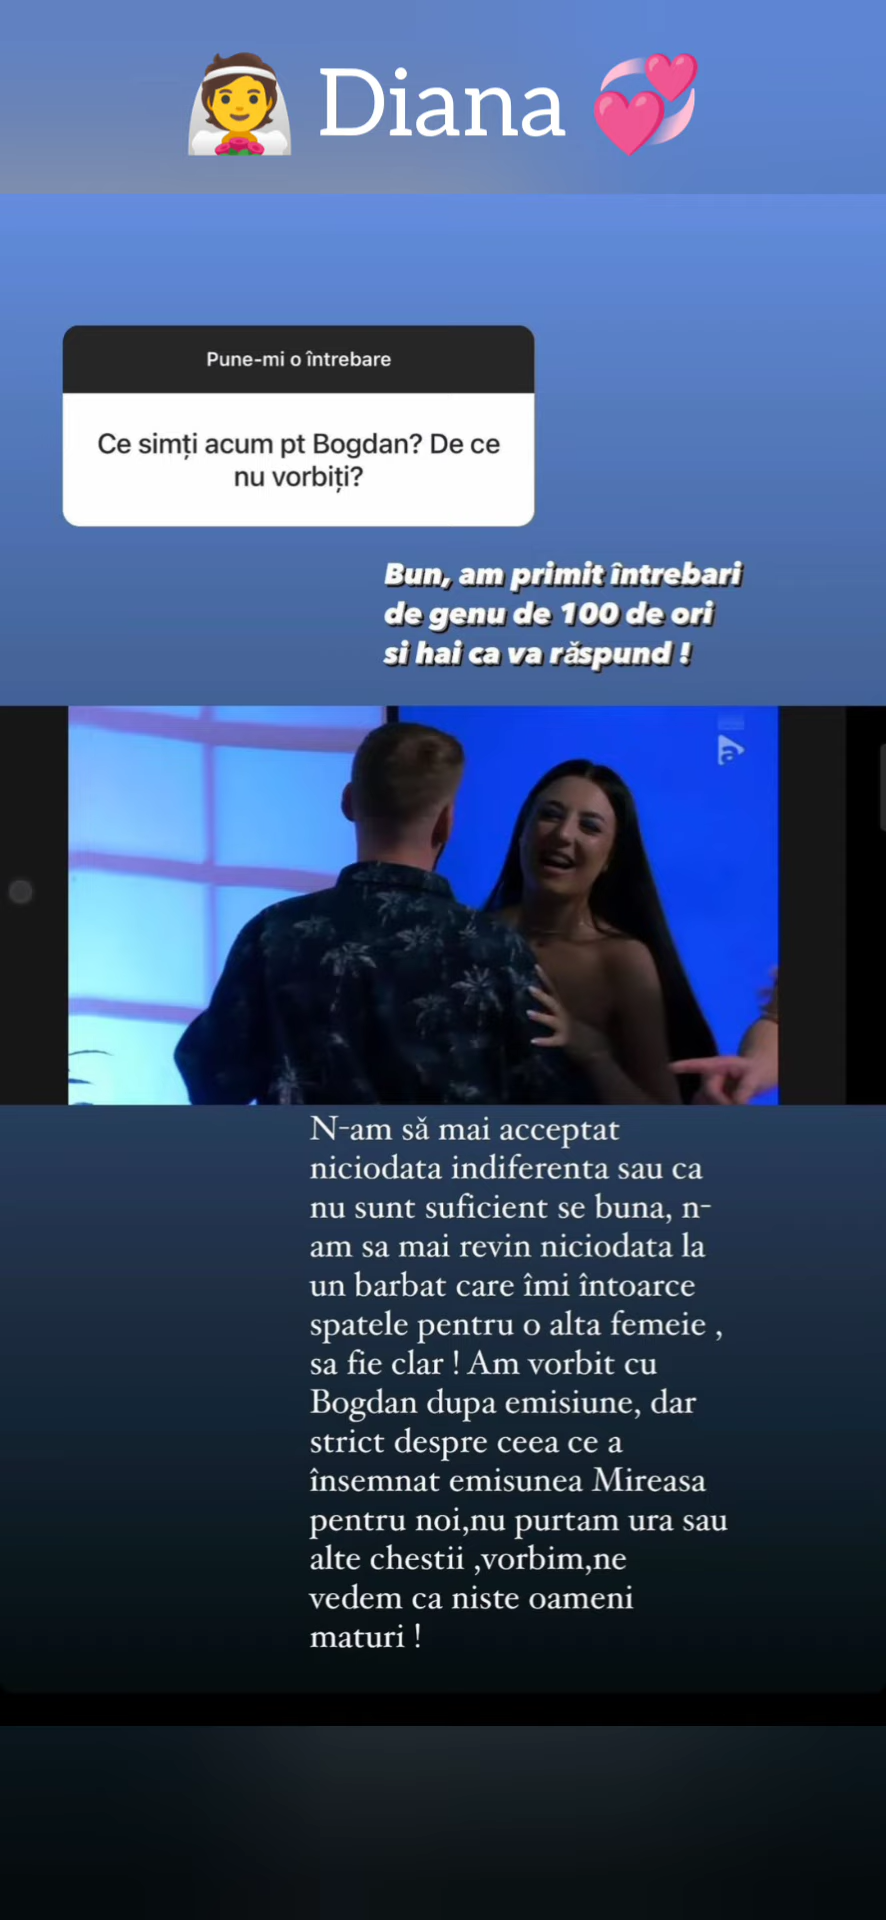 Diana
Pune-mi o întrebare
Ce simți acum pt Bogdan? De ce
nu vorbiți?
Bun, am primit întrebari
de genu de 100 de ori
si hai ca va răspund !
a
N-am să mai acceptat
niciodata indiferenta sau ca
nu sunt suficient se buna, n-
am sa mai revin niciodata la
un barbat care îmi întoarce
spatele pentru o alta femeie ,
sa fie clar ! Am vorbit cu
Bogdan dupa emisiune, dar
strict despre ceea ce a
însemnat emisunea Mireasa
pentru noi,nu purtam ura sau
alte chestii ,vorbim,ne
vedem ca niste oameni
maturi !